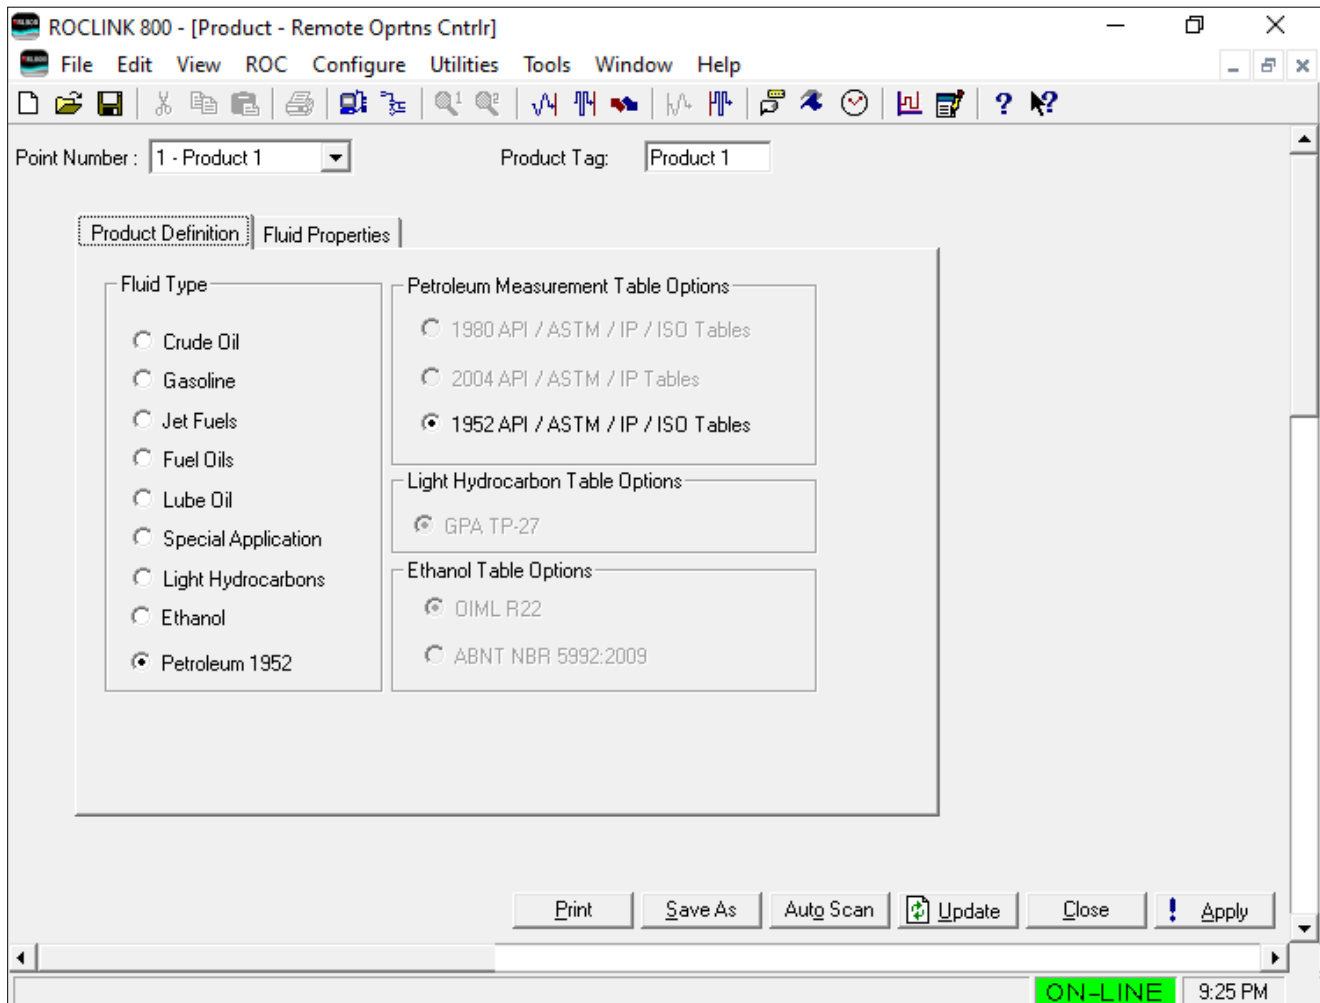 ROCLINK 800 - [Product - Remote Oprtns Cntrlr]
File Edit View ROC Configure Utilities Tools Window Help
Point Number : 1 - Product 1 Product Tag: Product 1
Product Definition Fluid Properties
Fluid Type
Crude Oil
Gasoline
Jet Fuels
Fuel Oils
Lube Oil
Special Application
Light Hydrocarbons
Ethanol
Petroleum 1952
Petroleum Measurement Table Options
1980 API / ASTM / IP / ISO Tables
2004 API / ASTM / IP Tables
1952 API / ASTM / IP / ISO Tables
Light Hydrocarbon Table Options
GPA TP-27
Ethanol Table Options
OIML R22
ABNT NBR 5992:2009
Print Save As Auto Scan Update Close ! Apply
ON-LINE 9:25 PM